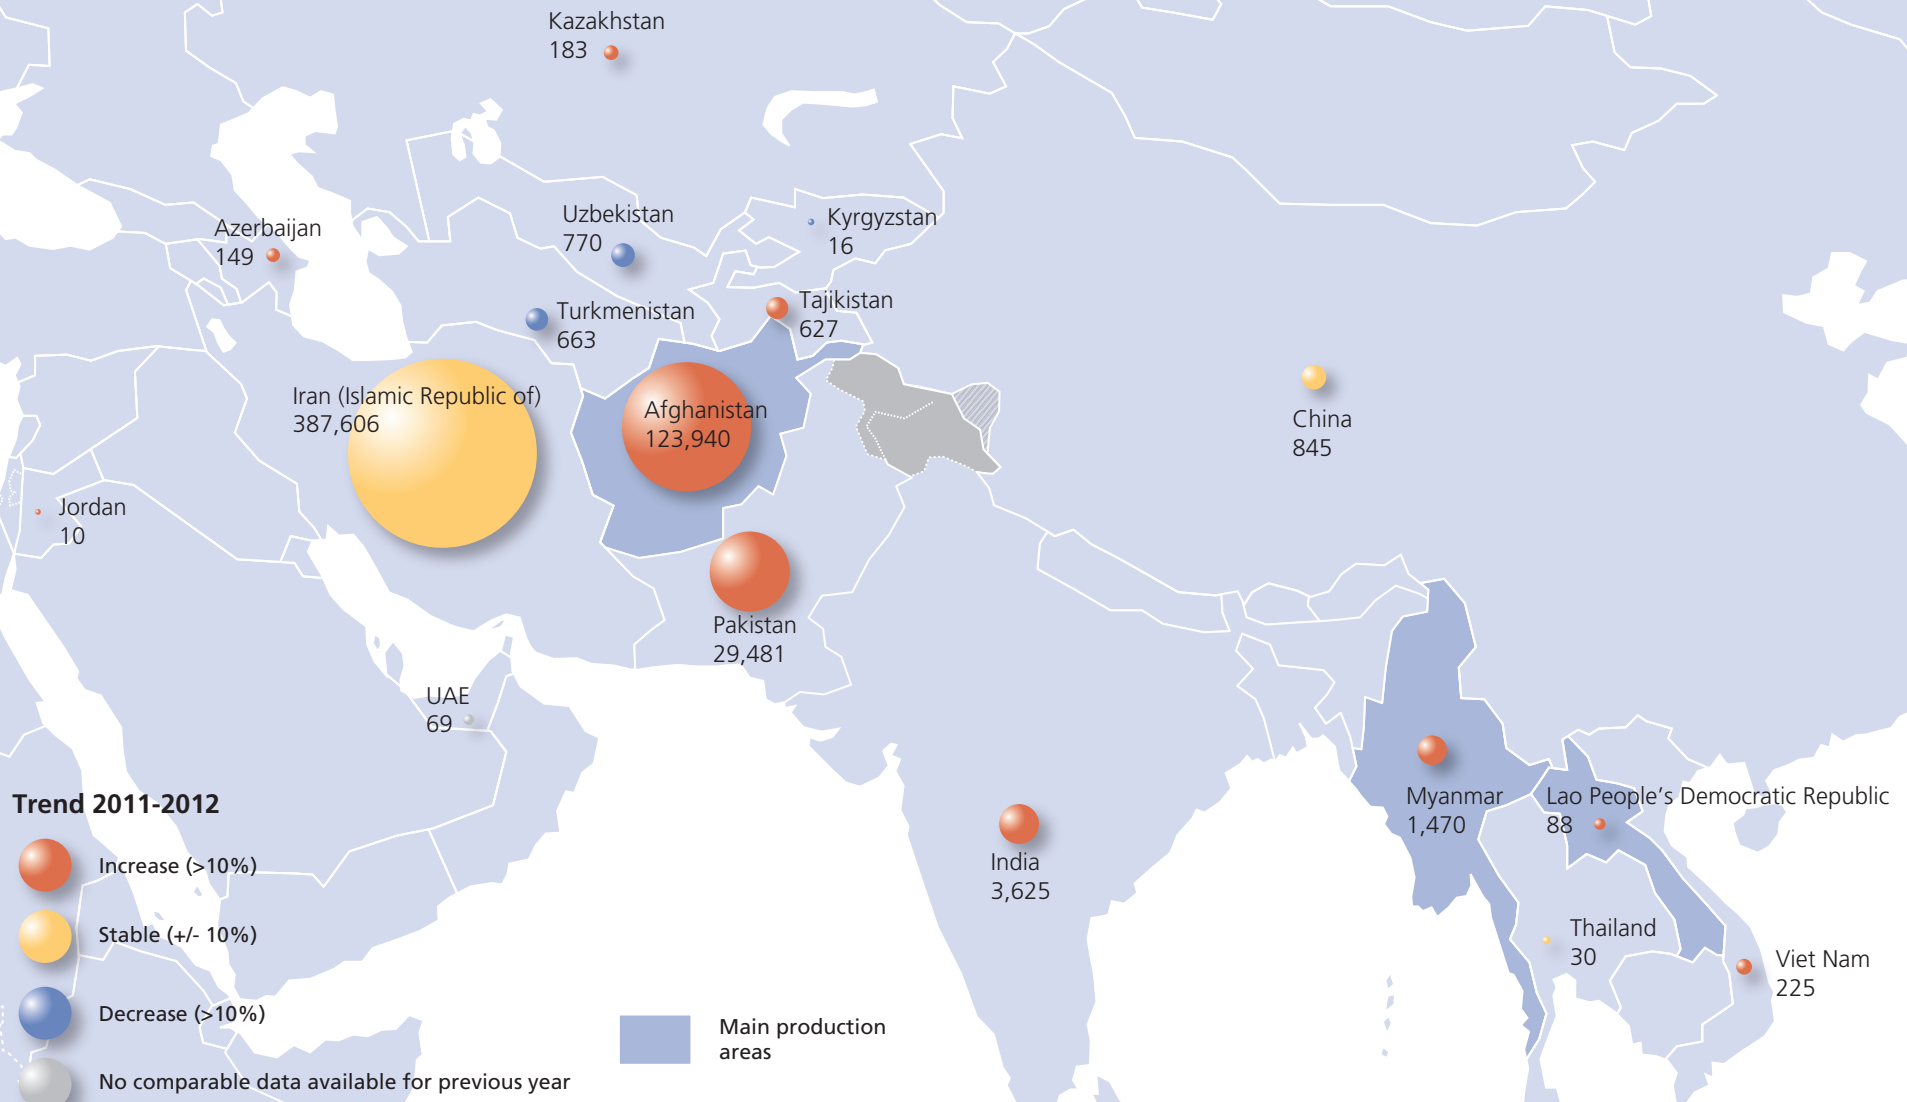 Kazakhstan
183
Azerbaijan
149
Uzbekistan
770
Kyrgyzstan
16
Turkmenistan
663
Tajikistan
627
Iran (Islamic Republic of)
387,606
Afghanistan
123,940
China
845
Jordan
10
Pakistan
29,481
UAE
69
Myanmar
1,470
Lao People's Democratic Republic
88
India
3,625
Thailand
30
Viet Nam
225
Trend 2011-2012
Increase (>10%)
Stable (+/- 10%)
Decrease (>10%)
No comparable data available for previous year
Main production
areas